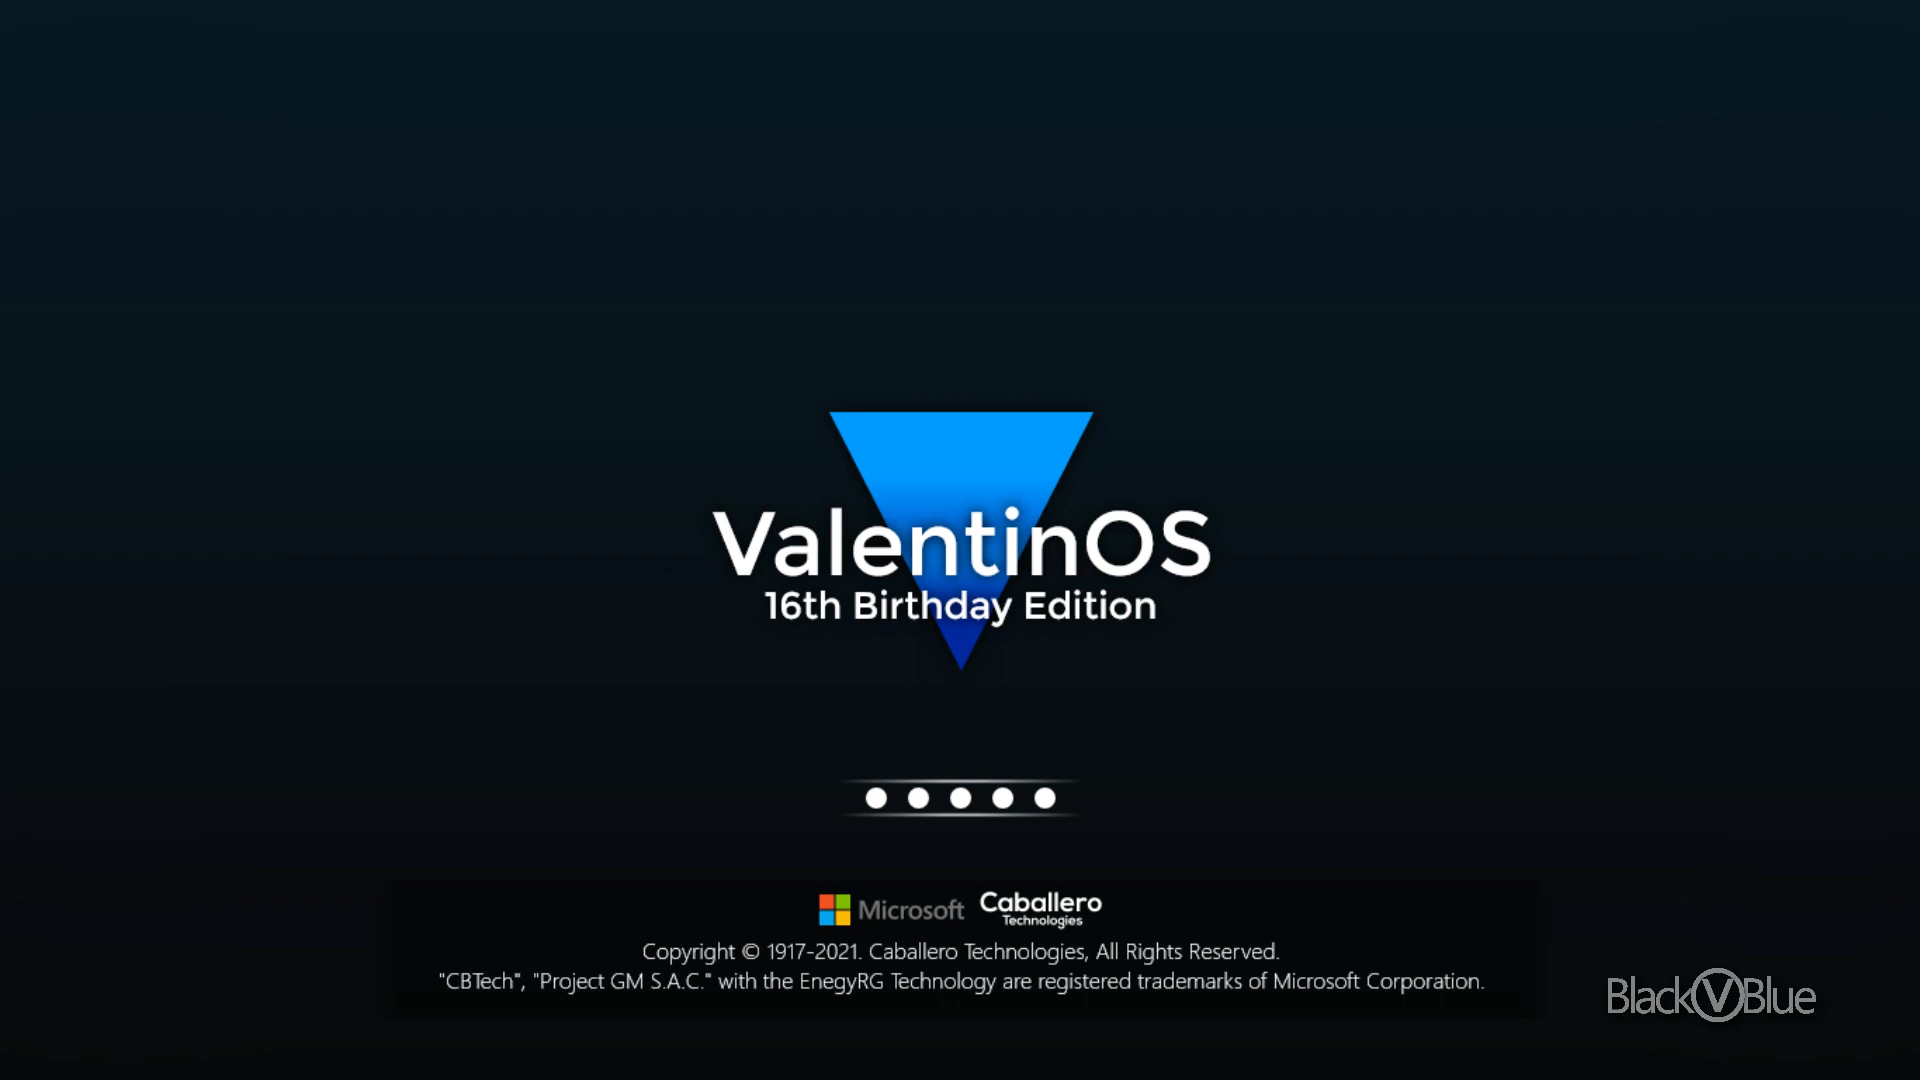 ValentinOS
16th Birthday Edition
Microsoft Caballero
Technologies
Copyright © 1917-2021. Caballero Technologies, All Rights Reserved.
"CBTech", "Project GM S.A.C." with the EnegyRG Technology are registered trademarks of Microsoft Corporation.
BlackVBlue